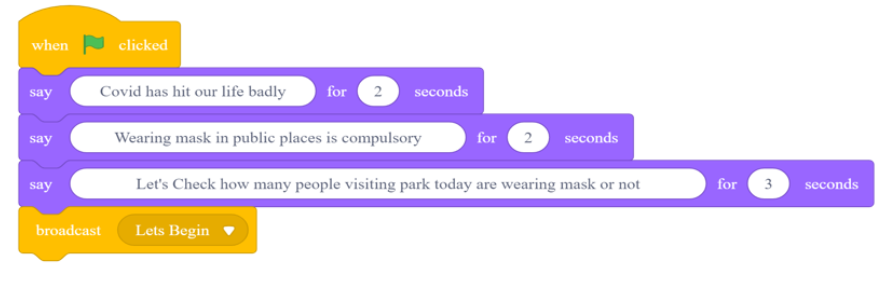 when clicked
say Covid has hit our life badly for 2 seconds
say Wearing mask in public places is compulsory for 2 seconds
say Let's Check how many people visiting park today are wearing mask or not for 3 seconds
broadcast Lets Begin